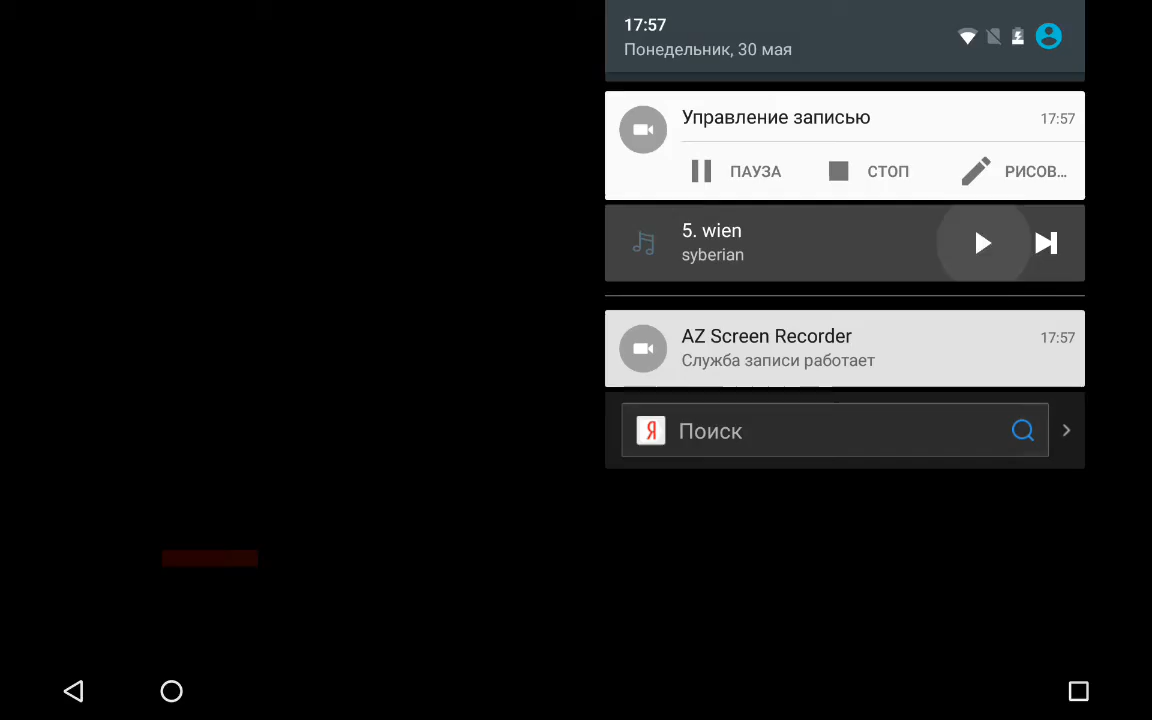 17:57
Понедельник, 30 мая
Управление записью
17:57
ПАУЗА
СТОП
РИСОВ...
5. wien
syberian
AZ Screen Recorder
17:57
Служба записи работает
Я
Поиск